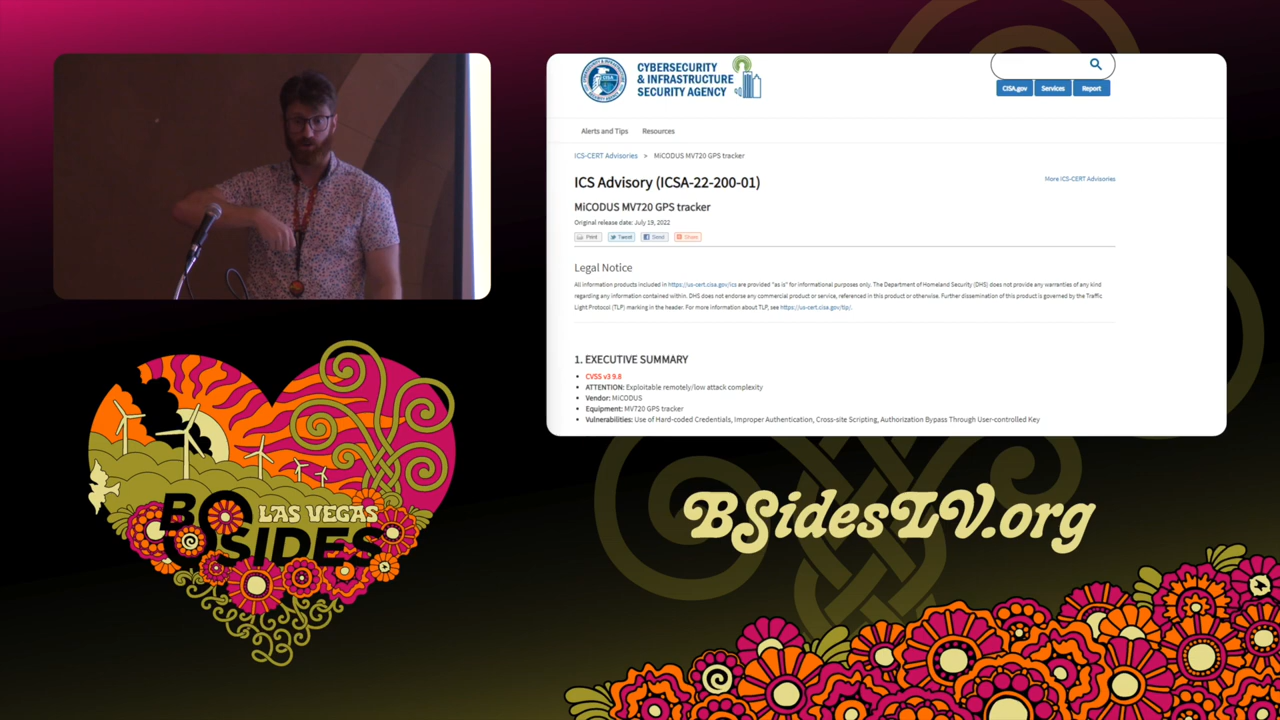 CYBERSECURITY
& INFRASTRUCTURE
SECURITY AGENCY
CISA.gov Services Report
Alerts and Tips Resources
ICS-CERT Advisories > MiCODUS MV720 GPS tracker
ICS Advisory (ICSA-22-200-01)
More ICS-CERT Advisories
MiCODUS MV720 GPS tracker
Original release date: July 19, 2022
Print Tweet Send Share
Legal Notice
All information products included in https://us-cert.cisa.gov/ics are provided "as is" for informational purposes only. The Department of Homeland Security (DHS) does not provide any warranties of any kind
regarding any information contained within. DHS does not endorse any commercial product or service, referenced in this product or otherwise. Further dissemination of this product is governed by the Traffic
Light Protocol (TLP) marking in the header. For more information about TLP, see https://us-cert.cisa.gov/tlp/.
1. EXECUTIVE SUMMARY
• CVSS v3 9.8
• ATTENTION: Exploitable remotely/low attack complexity
• Vendor: MiCODUS
• Equipment: MV720 GPS tracker
• Vulnerabilities: Use of Hard-coded Credentials, Improper Authentication, Cross-site Scripting, Authorization Bypass Through User-controlled Key
LAS VEGAS
BSIDES
BSidesLV.org